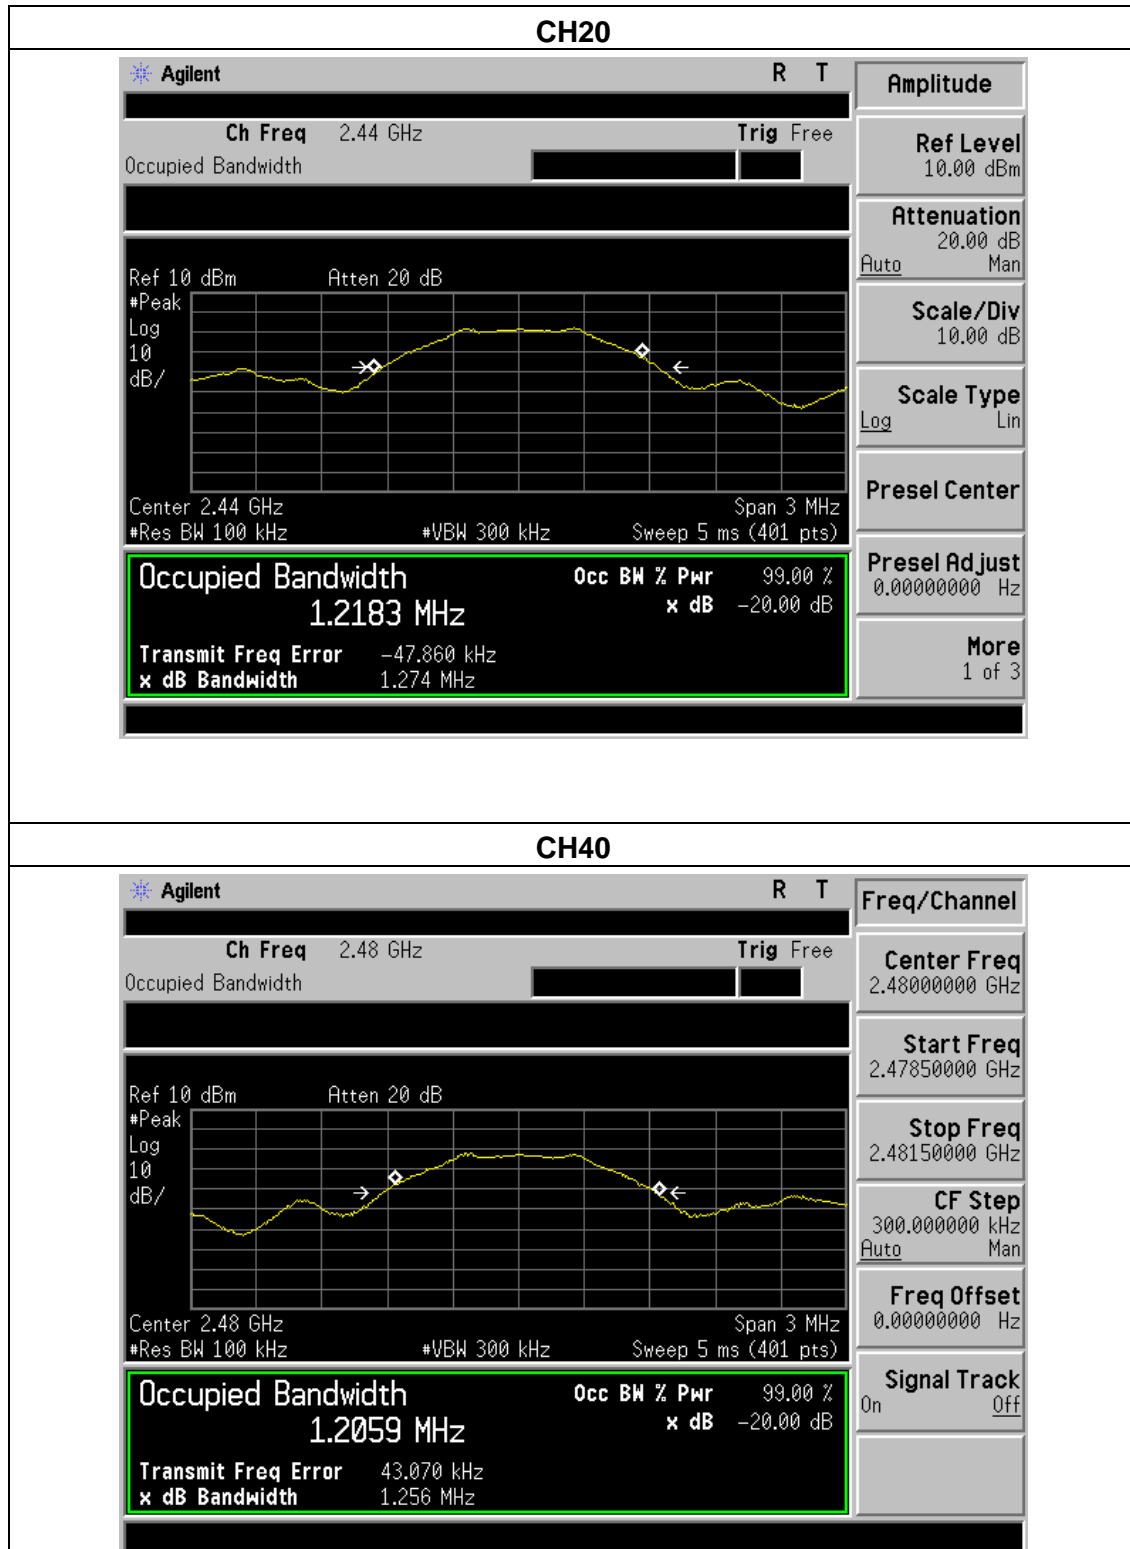 CH20
Agilent R T
Ch Freq 2.44 GHz Trig Free
Occupied Bandwidth
Ref 10 dBm Atten 20 dB
#Peak
Log
10
dB/
Center 2.44 GHz Span 3 MHz
#Res BW 100 kHz #VBW 300 kHz Sweep 5 ms (401 pts)
Occupied Bandwidth Occ BW % Pwr 99.00 %
1.2183 MHz x dB -20.00 dB
Transmit Freq Error -47.860 kHz
x dB Bandwidth 1.274 MHz
Amplitude
Ref Level
10.00 dBm
Attenuation
20.00 dB
Auto Man
Scale/Div
10.00 dB
Scale Type
Log Lin
Presel Center
Presel Adjust
0.00000000 Hz
More
1 of 3
CH40
Agilent R T
Ch Freq 2.48 GHz Trig Free
Occupied Bandwidth
Ref 10 dBm Atten 20 dB
#Peak
Log
10
dB/
Center 2.48 GHz Span 3 MHz
#Res BW 100 kHz #VBW 300 kHz Sweep 5 ms (401 pts)
Occupied Bandwidth Occ BW % Pwr 99.00 %
1.2059 MHz x dB -20.00 dB
Transmit Freq Error 43.070 kHz
x dB Bandwidth 1.256 MHz
Freq/Channel
Center Freq
2.48000000 GHz
Start Freq
2.47850000 GHz
Stop Freq
2.48150000 GHz
CF Step
300.000000 kHz
Auto Man
Freq Offset
0.00000000 Hz
Signal Track
On Off